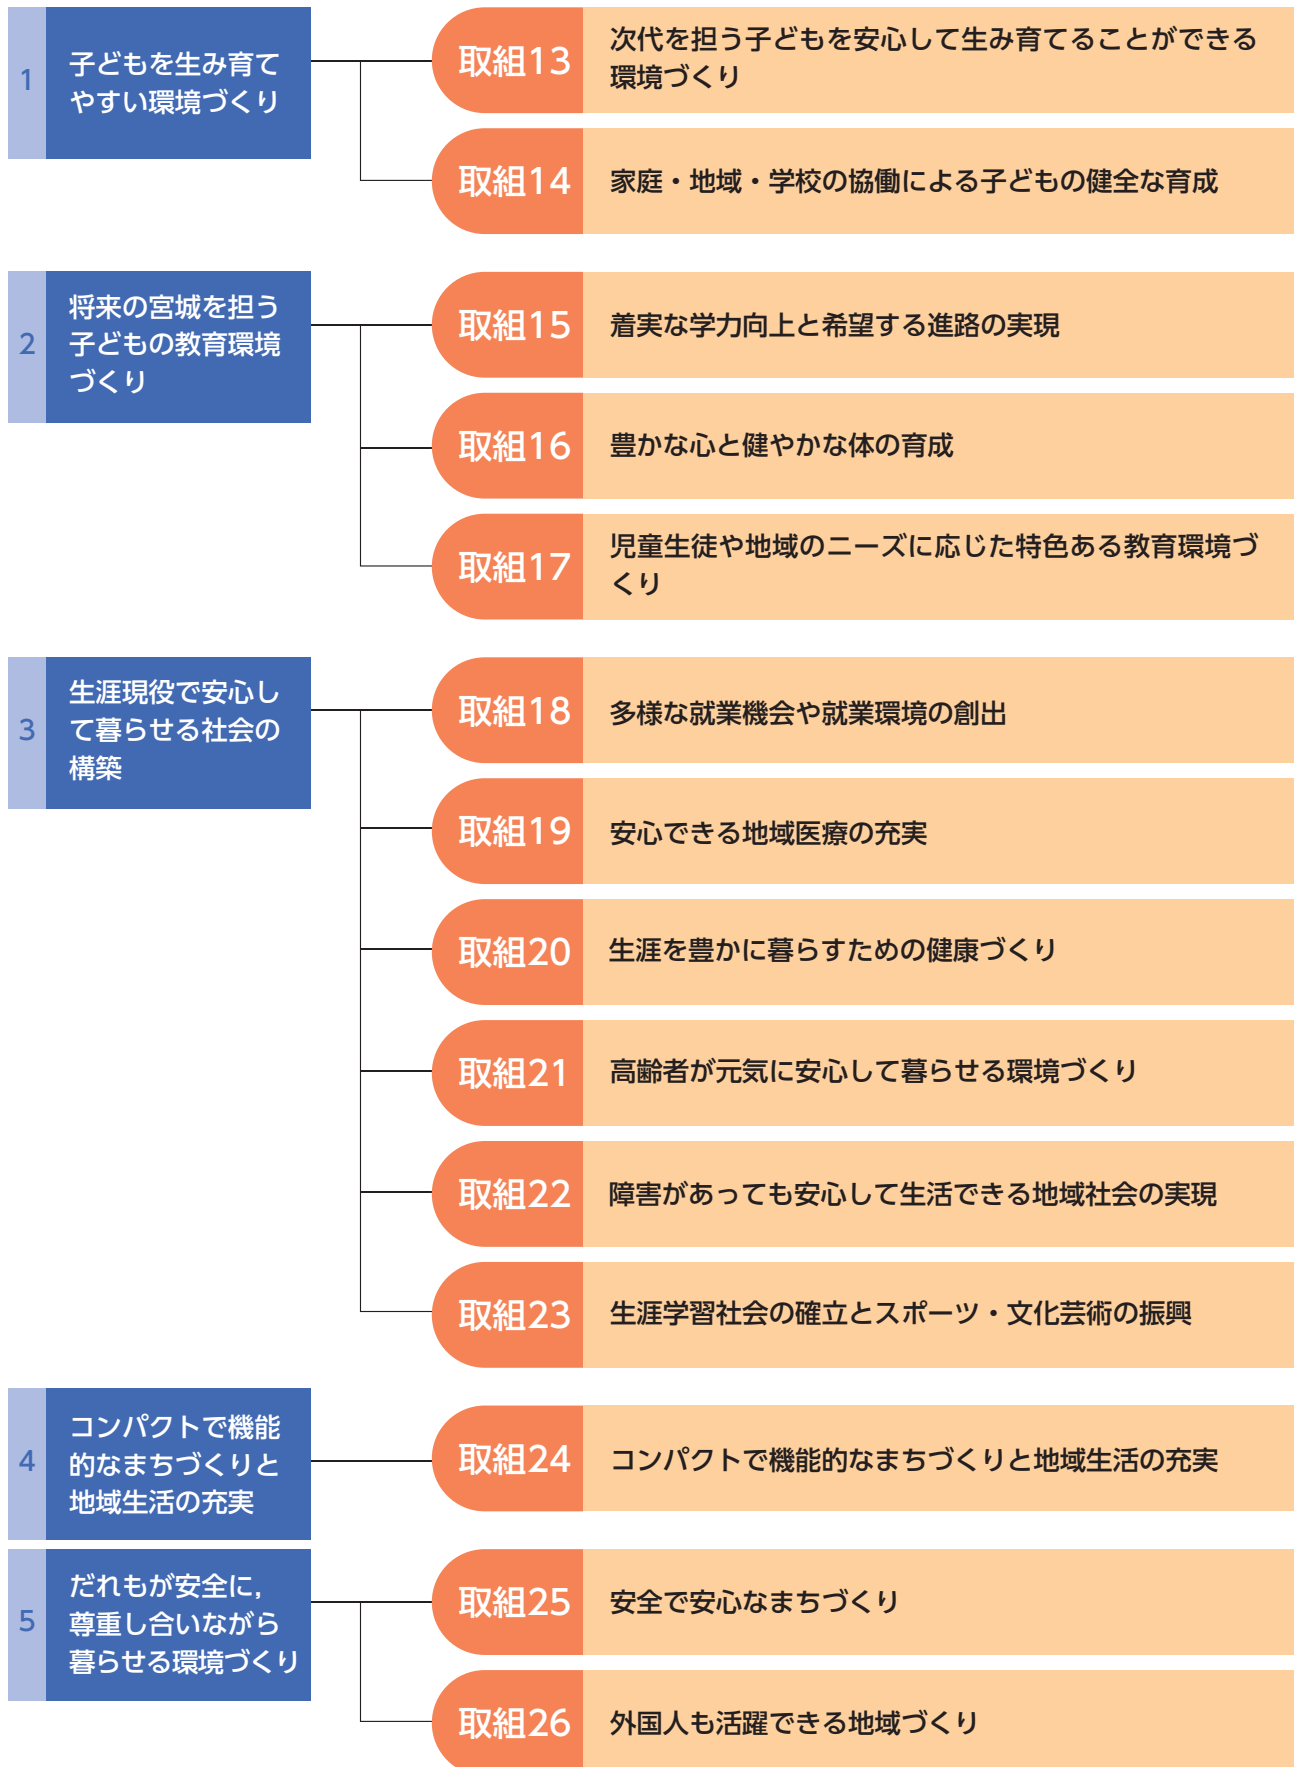 1
子どもを生み育て
やすい環境づくり
取組13
次代を担う子どもを安心して生み育てることができる
環境づくり
取組14
家庭・地域・学校の協働による子どもの健全な育成
2
将来の宮城を担う
子どもの教育環境
づくり
取組15
着実な学力向上と希望する進路の実現
取組16
豊かな心と健やかな体の育成
取組17
児童生徒や地域のニーズに応じた特色ある教育環境づ
くり
3
生涯現役で安心し
て暮らせる社会の
構築
取組18
多様な就業機会や就業環境の創出
取組19
安心できる地域医療の充実
取組20
生涯を豊かに暮らすための健康づくり
取組21
高齢者が元気に安心して暮らせる環境づくり
取組22
障害があっても安心して生活できる地域社会の実現
取組23
生涯学習社会の確立とスポーツ・文化芸術の振興
4
コンパクトで機能
的なまちづくりと
地域生活の充実
取組24
コンパクトで機能的なまちづくりと地域生活の充実
5
だれもが安全に,
尊重し合いながら
暮らせる環境づくり
取組25
安全で安心なまちづくり
取組26
外国人も活躍できる地域づくり